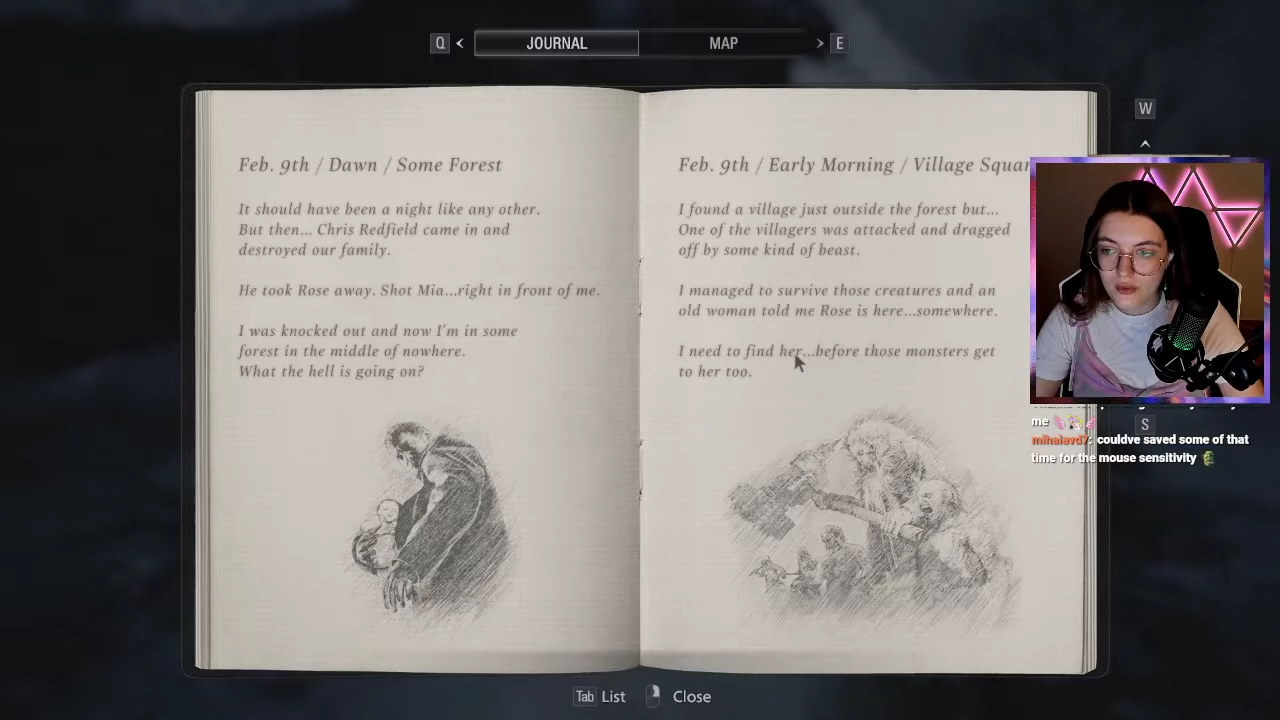 Q
JOURNAL
MAP
E
W
Feb. 9th / Dawn / Some Forest
It should have been a night like any other.
But then... Chris Redfield came in and
destroyed our family.
He took Rose away. Shot Mia...right in front of me.
I was knocked out and now I'm in some
forest in the middle of nowhere.
What the hell is going on?
Feb. 9th / Early Morning / Village Squar
I found a village just outside the forest but...
One of the villagers was attacked and dragged
off by some kind of beast.
I managed to survive those creatures and an
old woman told me Rose is here...somewhere.
I need to find her...before those monsters get
to her too.
me
S
mihalavd7: couldve saved some of that
time for the mouse sensitivity
Tab List Close